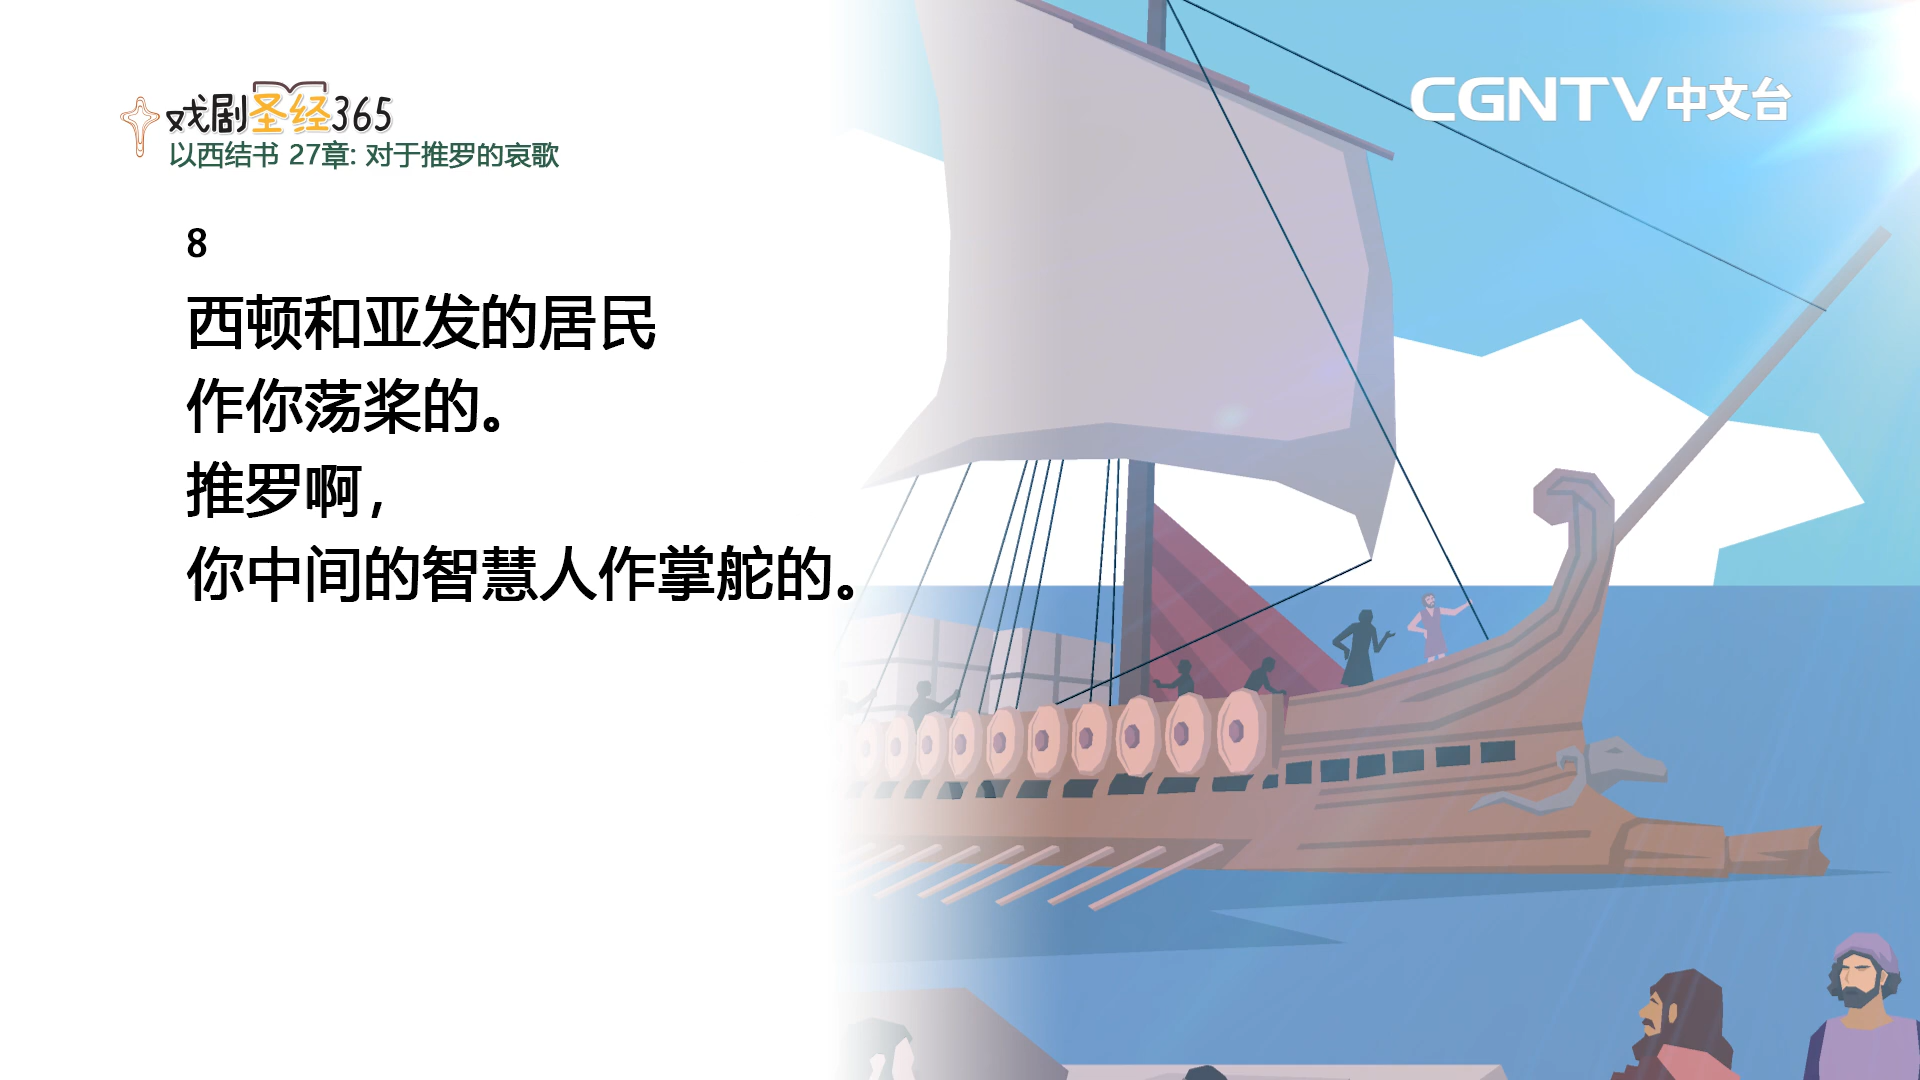 戏剧圣经365
CGNTV中文台
以西结书 27章: 对于推罗的哀歌
8
西顿和亚发的居民
作你荡桨的。
推罗啊，
你中间的智慧人作掌舵的。